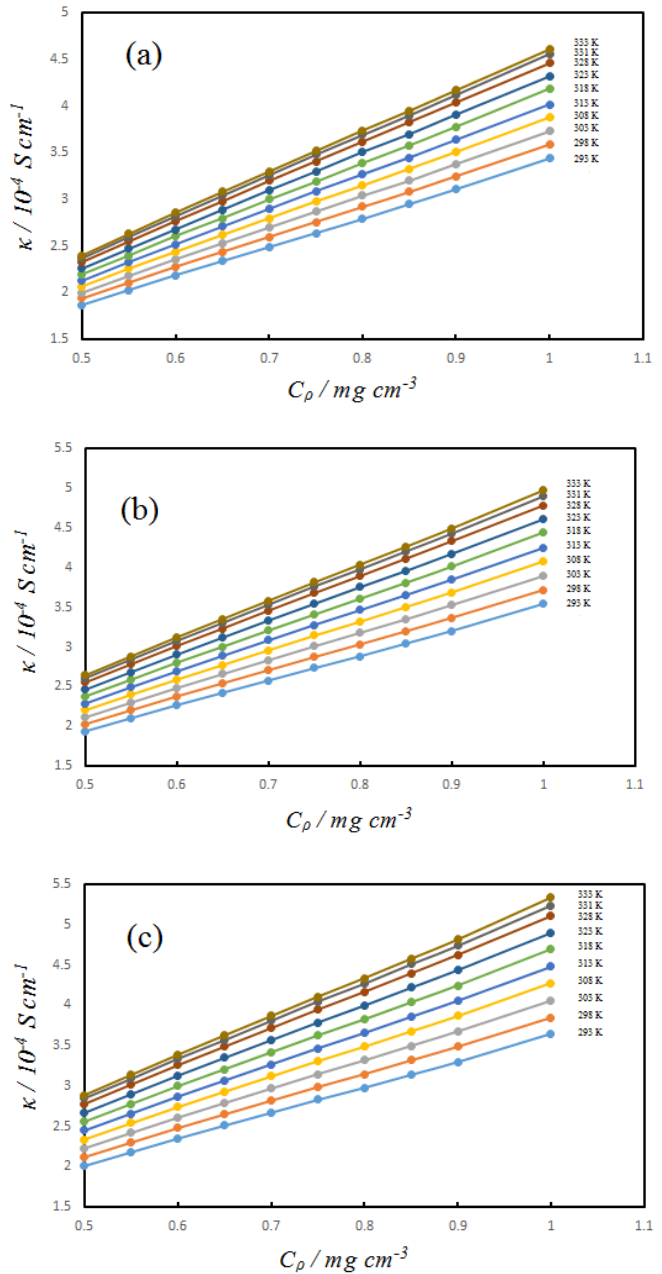 (a)
κ / 10⁻⁴ S cm⁻¹
5
4.5
4
3.5
3
2.5
2
1.5
333 K
331 K
328 K
323 K
318 K
313 K
308 K
303 K
298 K
293 K
0.5 0.6 0.7 0.8 0.9 1 1.1
Cρ / mg cm⁻³
(b)
κ / 10⁻⁴ S cm⁻¹
5.5
5
4.5
4
3.5
3
2.5
2
1.5
333 K
331 K
328 K
323 K
318 K
313 K
308 K
303 K
298 K
293 K
0.5 0.6 0.7 0.8 0.9 1 1.1
Cρ / mg cm⁻³
(c)
κ / 10⁻⁴ S cm⁻¹
5.5
5
4.5
4
3.5
3
2.5
2
1.5
333 K
331 K
328 K
323 K
318 K
313 K
308 K
303 K
298 K
293 K
0.5 0.6 0.7 0.8 0.9 1 1.1
Cρ / mg cm⁻³